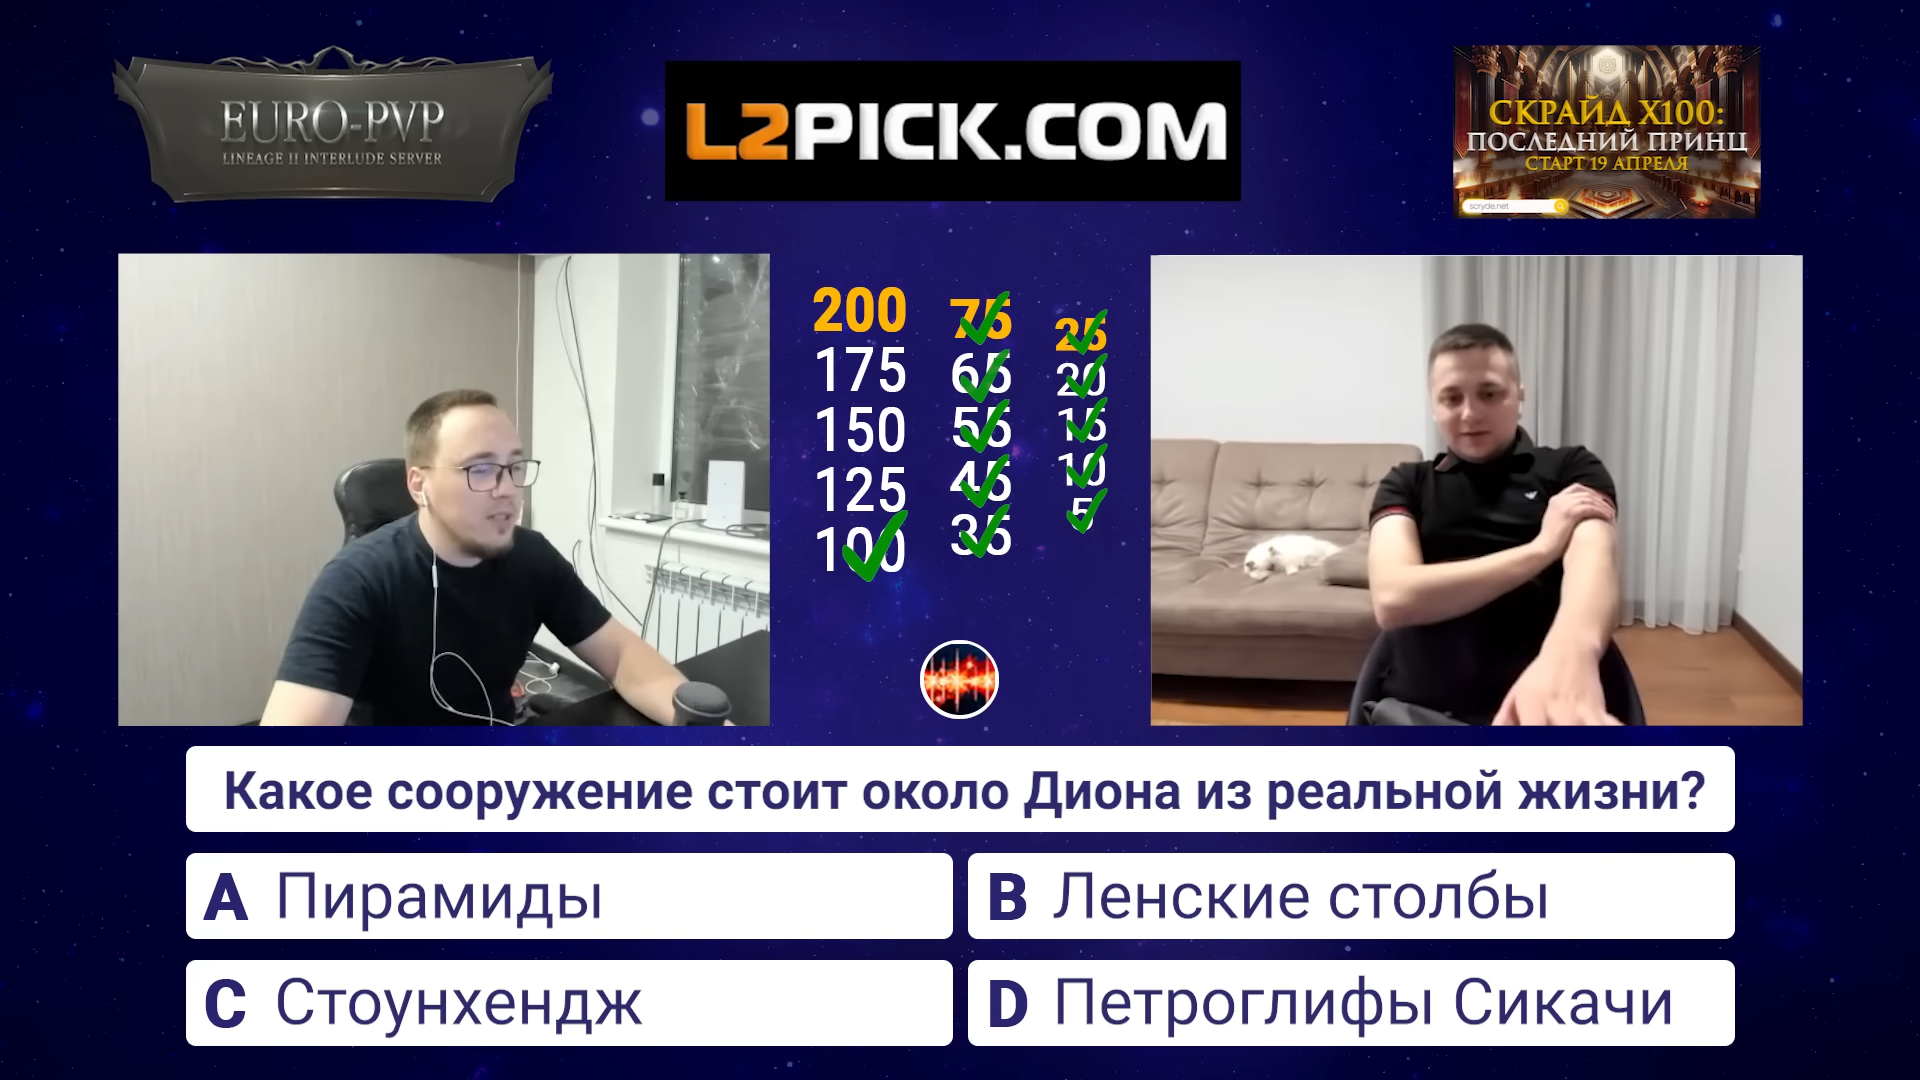 EURO-PVP
LINEAGE II INTERLUDE SERVER
L2PICK.COM
СКРАЙД X100:
ПОСЛЕДНИЙ ПРИНЦ
СТАРТ 19 АПРЕЛЯ
scryde.net
200
175
150
125
100
75
65
55
45
35
25
20
15
10
5
Какое сооружение стоит около Диона из реальной жизни?
A Пирамиды
B Ленские столбы
C Стоунхендж
D Петроглифы Сикачи